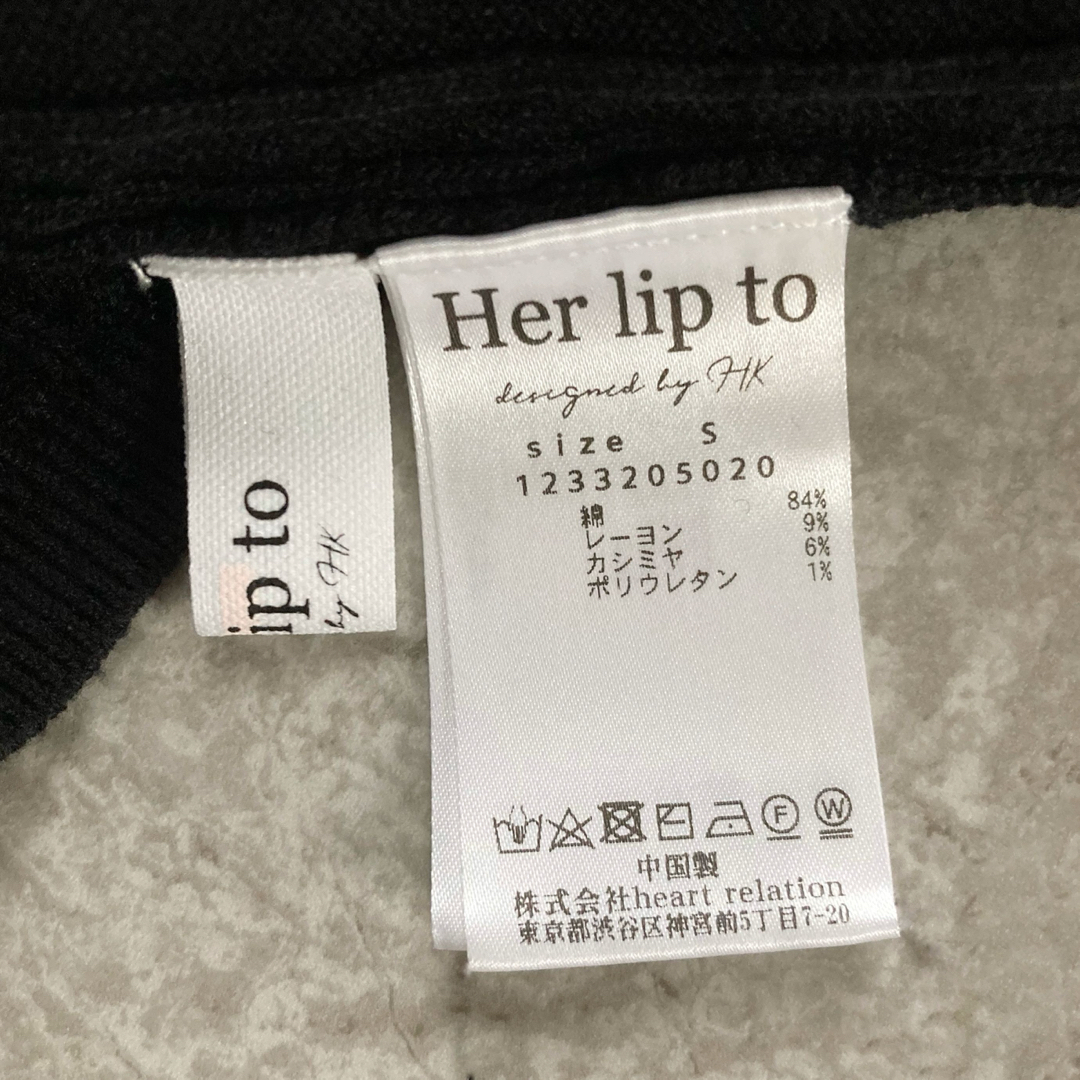 ip to
by HK
Her lip to
designed by HK
size S
1233205020
綿 84%
レーヨン 9%
カシミヤ 6%
ポリウレタン 1%
F W
中国製
株式会社heart relation
東京都渋谷区神宮前5丁目7-20